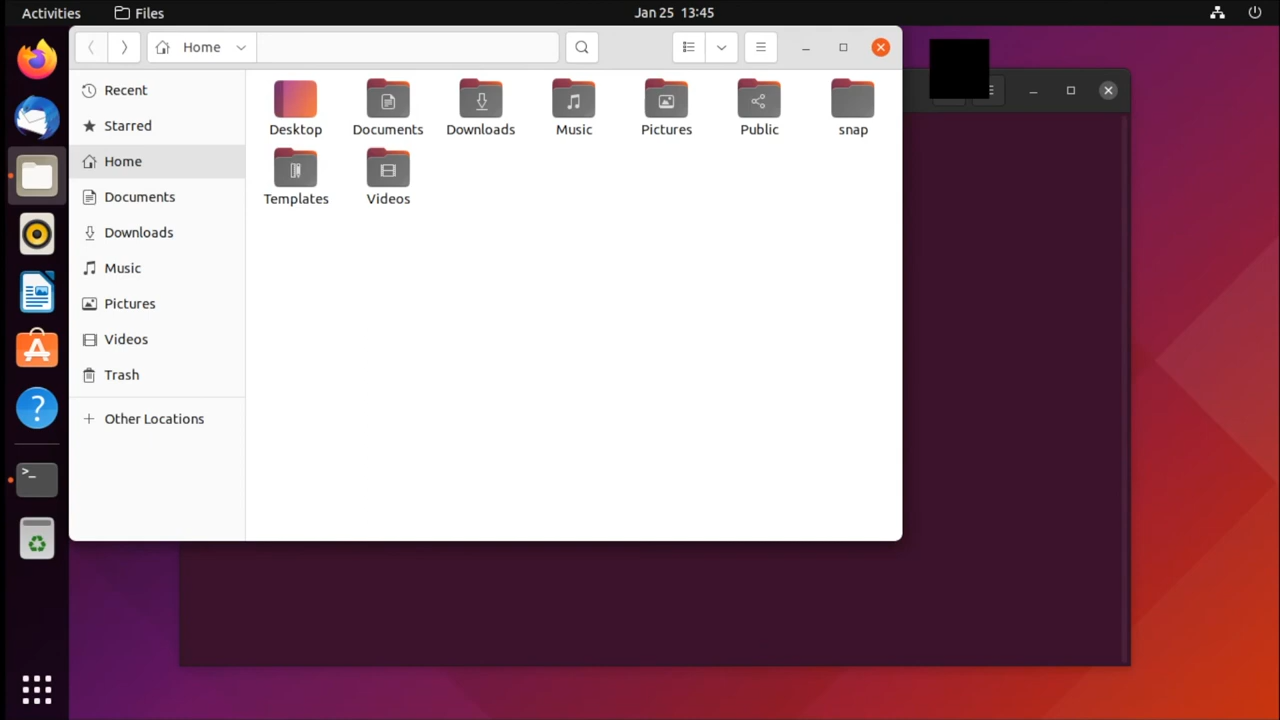 Activities Files Jan 25 13:45
Home
Recent
Starred
Home
Documents
Downloads
Music
Pictures
Videos
Trash
Other Locations
Desktop Documents Downloads Music Pictures Public snap
Templates Videos